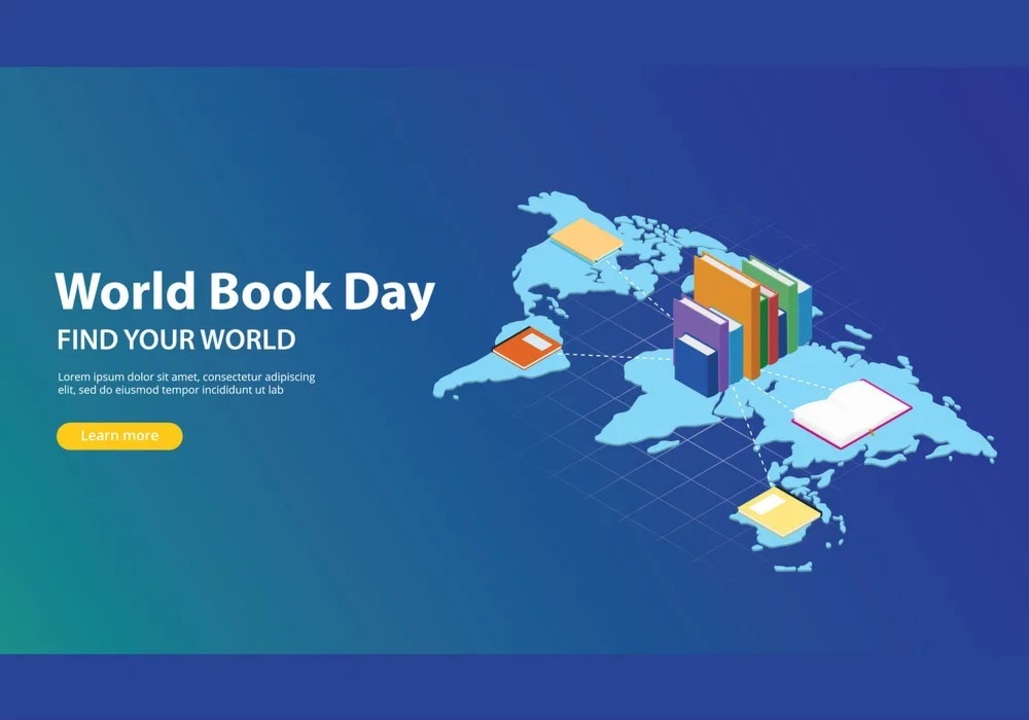 World Book Day
FIND YOUR WORLD
Lorem ipsum dolor sit amet, consectetur adipiscing
elit, sed do eiusmod tempor incididunt ut lab
Learn more